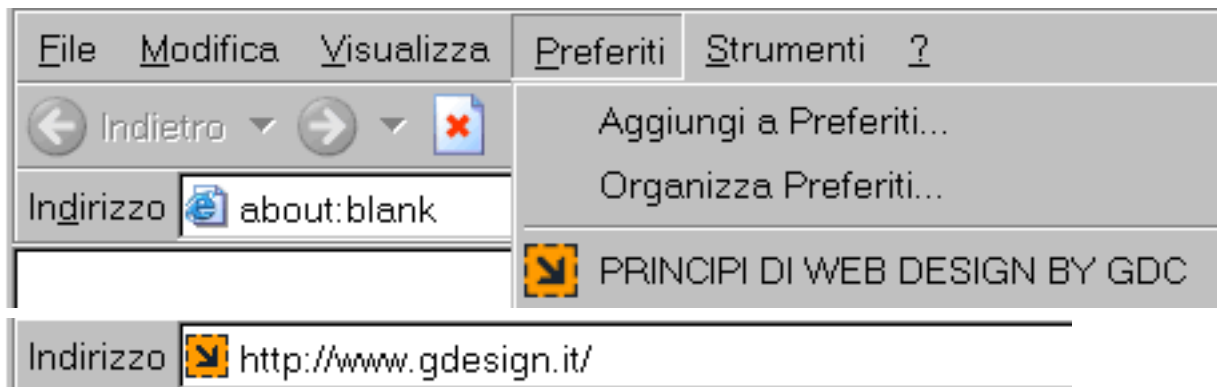 File Modifica Visualizza Preferiti Strumenti ?
Indietro
Aggiungi a Preferiti...
Organizza Preferiti...
Indirizzo about:blank
PRINCIPI DI WEB DESIGN BY GDC
Indirizzo http://www.gdesign.it/